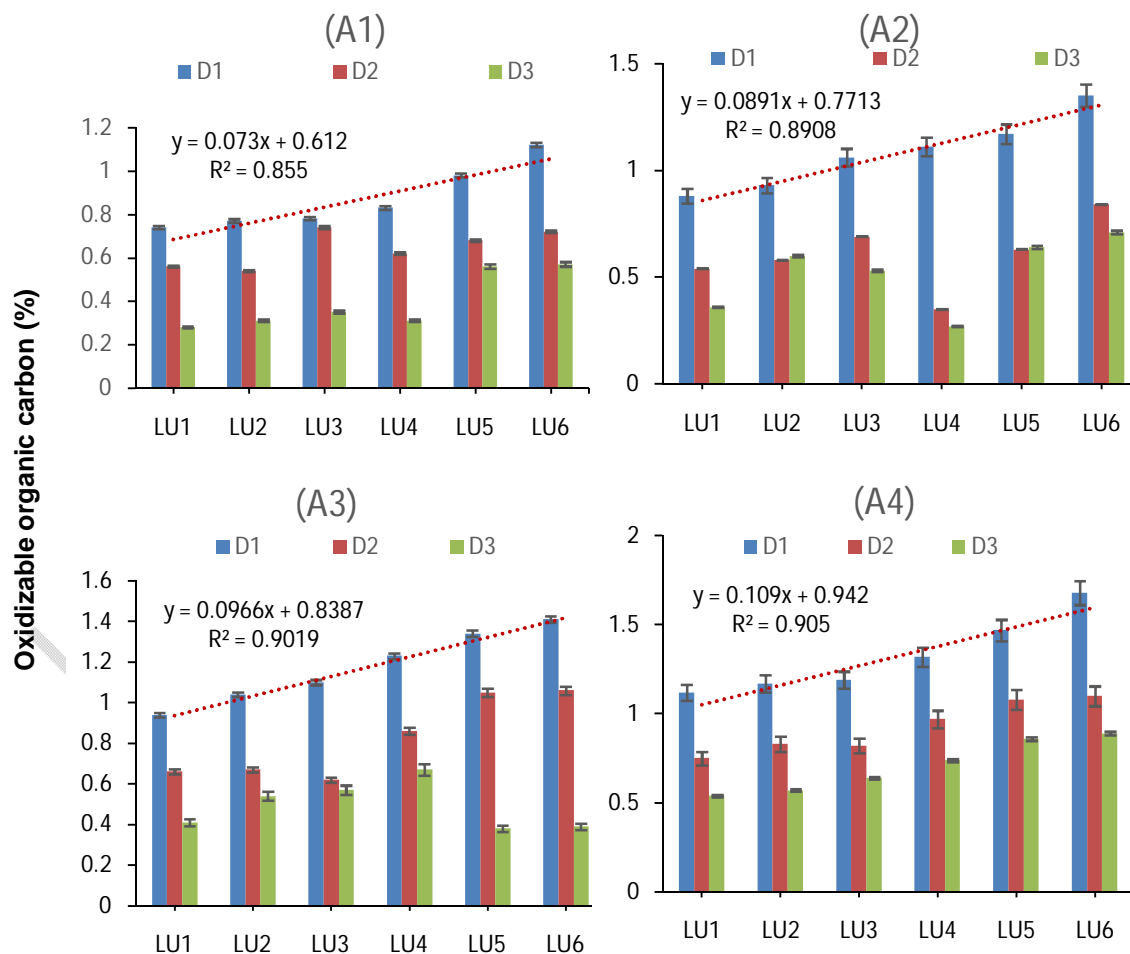 Oxidizable organic carbon (%)
(A1)
D1 D2 D3
y = 0.073x + 0.612
R² = 0.855
1.2
1
0.8
0.6
0.4
0.2
0
LU1 LU2 LU3 LU4 LU5 LU6
(A2)
D1 D2 D3
y = 0.0891x + 0.7713
R² = 0.8908
1.5
1
0.5
0
LU1 LU2 LU3 LU4 LU5 LU6
(A3)
D1 D2 D3
y = 0.0966x + 0.8387
R² = 0.9019
1.6
1.4
1.2
1
0.8
0.6
0.4
0.2
0
LU1 LU2 LU3 LU4 LU5 LU6
(A4)
D1 D2 D3
y = 0.109x + 0.942
R² = 0.905
2
1.5
1
0.5
0
LU1 LU2 LU3 LU4 LU5 LU6